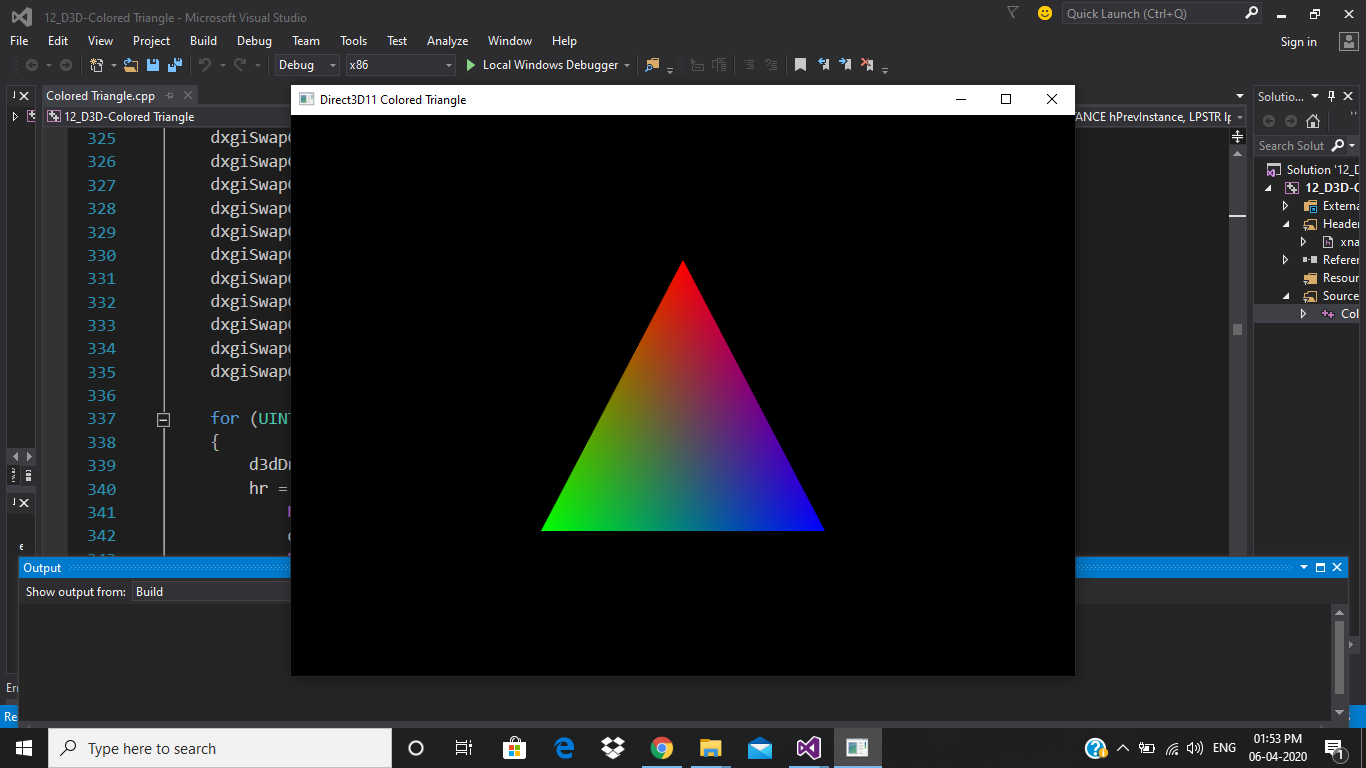 12_D3D-Colored Triangle - Microsoft Visual Studio
Quick Launch (Ctrl+Q)
File Edit View Project Build Debug Team Tools Test Analyze Window Help
Sign in
Debug x86 Local Windows Debugger
Colored Triangle.cpp
12_D3D-Colored Triangle
Direct3D11 Colored Triangle
ANCE hPrevInstance, LPSTR
325 dxgiSwap
326 dxgiSwap
327 dxgiSwap
328 dxgiSwap
329 dxgiSwap
330 dxgiSwap
331 dxgiSwap
332 dxgiSwap
333 dxgiSwap
334 dxgiSwap
335 dxgiSwap
336
337 for (UIN
338 {
339 d3dD
340 hr =
341
342
343
Solutio...
Search Solut
Solution '12_D
12_D3D-C
Externa
Header
xna
Referer
Resour
Source
Col
Output
Show output from: Build
Er
Re
Type here to search
ENG
01:53 PM
06-04-2020
1